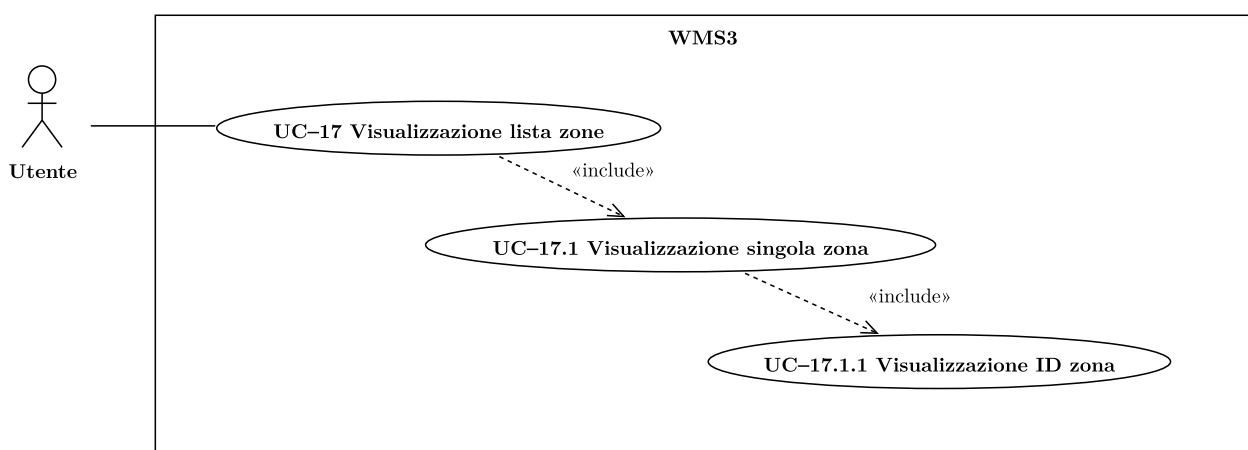 WMS3
UC–17 Visualizzazione lista zone
Utente
«include»
UC–17.1 Visualizzazione singola zona
«include»
UC–17.1.1 Visualizzazione ID zona